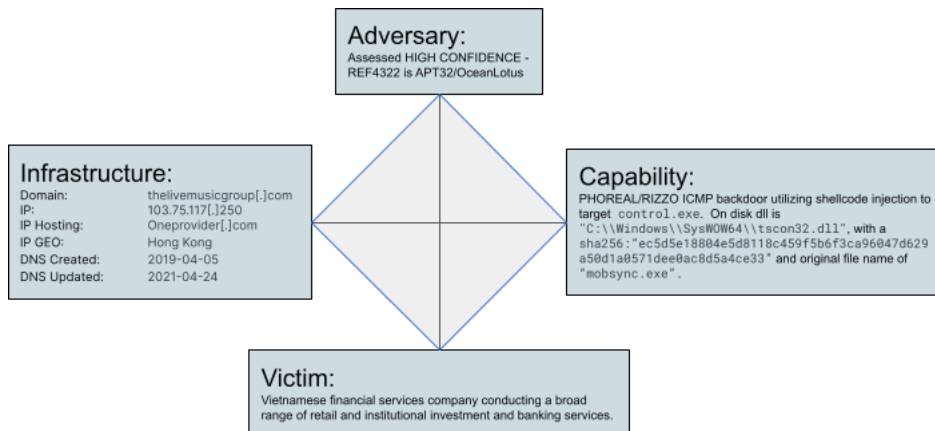 Adversary:
Assessed HIGH CONFIDENCE -
REF4322 is APT32/OceanLotus
Infrastructure:
Domain: thelivemusicgroup[.]com
IP: 103.75.117[.]250
IP Hosting: Oneprovider[.]com
IP GEO: Hong Kong
DNS Created: 2019-04-05
DNS Updated: 2021-04-24
Capability:
PHOREAL/RIZZO ICMP backdoor utilizing shellcode injection to
target control.exe. On disk dll is
"C:\\Windows\\SysWOW64\\tscon32.dll", with a
sha256:"ec5d5e18804e5d8118c459f5b6f3ca96047d629
a50d1a0571dee0ac8d5a4ce33" and original file name of
"mobsync.exe".
Victim:
Vietnamese financial services company conducting a broad
range of retail and institutional investment and banking services.